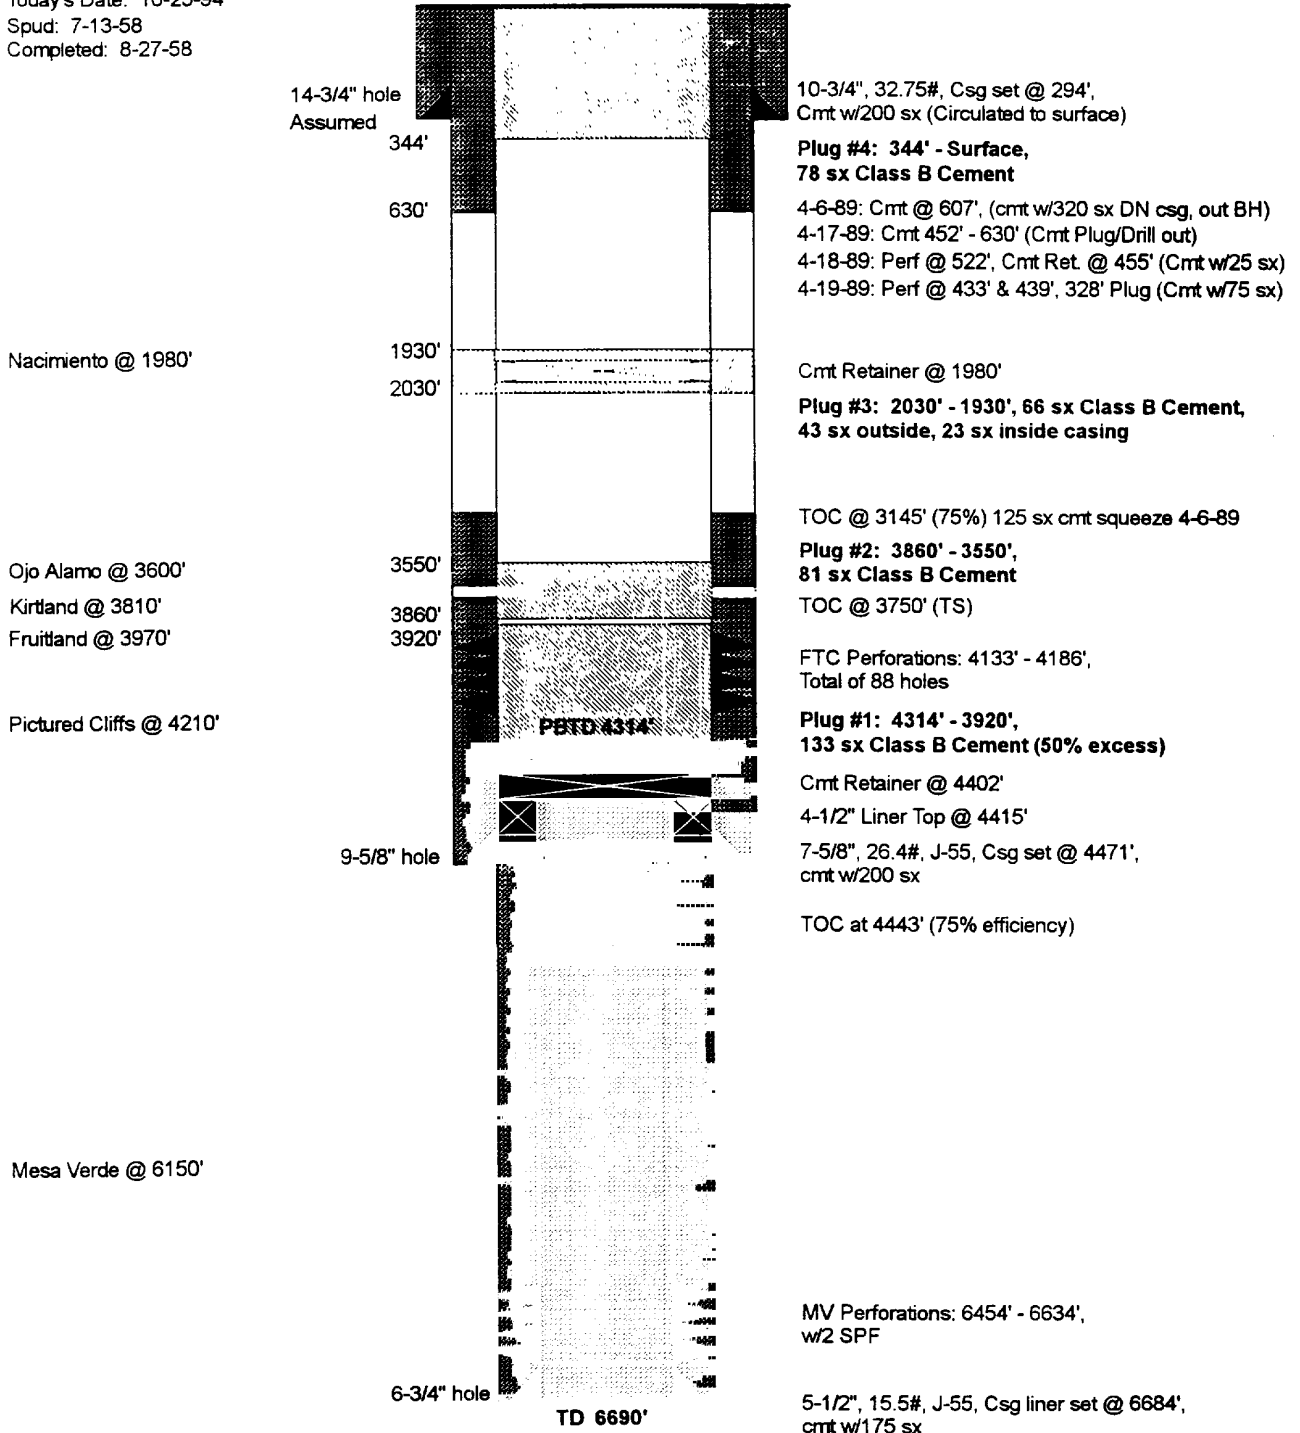 Today's Date: 10-25-94
Spud: 7-13-58
Completed: 8-27-58
14-3/4" hole
Assumed
10-3/4", 32.75#, Csg set @ 294',
Cmt w/200 sx (Circulated to surface)
344'
Plug #4: 344' - Surface,
78 sx Class B Cement
630'
4-6-89: Cmt @ 607', (cmt w/320 sx DN csg, out BH)
4-17-89: Cmt 452' - 630' (Cmt Plug/Drill out)
4-18-89: Perf @ 522', Cmt Ret. @ 455' (Cmt w/25 sx)
4-19-89: Perf @ 433' & 439', 328' Plug (Cmt w/75 sx)
Nacimiento @ 1980'
1930'
2030'
Cmt Retainer @ 1980'
Plug #3: 2030' - 1930', 66 sx Class B Cement,
43 sx outside, 23 sx inside casing
TOC @ 3145' (75%) 125 sx cmt squeeze 4-6-89
Plug #2: 3860' - 3550',
81 sx Class B Cement
Ojo Alamo @ 3600'
3550'
Kirtland @ 3810'
3860'
TOC @ 3750' (TS)
Fruitland @ 3970'
3920'
FTC Perforations: 4133' - 4186',
Total of 88 holes
Pictured Cliffs @ 4210'
PBTD 4314'
Plug #1: 4314' - 3920',
133 sx Class B Cement (50% excess)
Cmt Retainer @ 4402'
4-1/2" Liner Top @ 4415'
9-5/8" hole
7-5/8", 26.4#, J-55, Csg set @ 4471',
cmt w/200 sx
TOC at 4443' (75% efficiency)
Mesa Verde @ 6150'
MV Perforations: 6454' - 6634',
w/2 SPF
6-3/4" hole
TD 6690'
5-1/2", 15.5#, J-55, Csg liner set @ 6684',
cmt w/175 sx